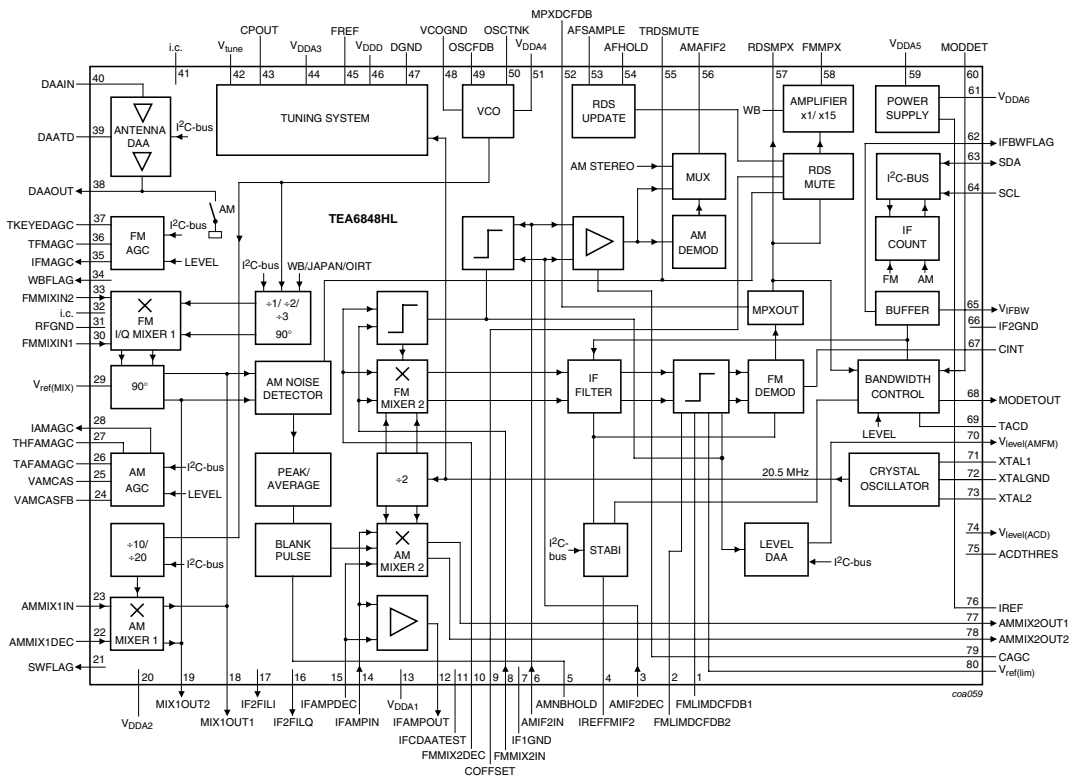 MPXDCFDB
CPOUT
FREF
VCOGND
OSCTNK
AFSAMPLE
TRDSMUTE
RDSMPX
FMMPX
VDDA5
MODDET
i.c.
Vtune
VDDA3
VDDD
DGND
OSCFDB
VDDA4
AFHOLD
AMAFIF2
40
41
42
43
44
45
46
47
48
49
50
51
52
53
54
55
56
57
58
59
60
DAAIN
DAATD
39
DAAOUT
38
ANTENNA
DAA
I²C-bus
AM
TUNING SYSTEM
VCO
RDS
UPDATE
WB
AMPLIFIER
x1/ x15
POWER
SUPPLY
61
VDDA6
62
IFBWFLAG
63
SDA
64
SCL
AM STEREO
MUX
RDS
MUTE
I²C-BUS
AM
DEMOD
IF
COUNT
FM
AM
TEA6848HL
TKEYEDAGC
37
TFMAGC
36
IFMAGC
35
WBFLAG
34
FM
AGC
I²C-bus
LEVEL
FMMIXIN2
33
i.c.
32
RFGND
31
FMMIXIN1
30
FM
I/Q MIXER 1
I²C-bus
WB/JAPAN/OIRT
÷1/ ÷2/
÷3
90°
MPXOUT
BUFFER
65
VIFBW
66
IF2GND
67
CINT
Vref(MIX)
29
90°
AM NOISE
DETECTOR
FM
MIXER 2
IF
FILTER
FM
DEMOD
BANDWIDTH
CONTROL
LEVEL
68
MODETOUT
69
TACD
70
Vlevel(AMFM)
IAMAGC
28
THFAMAGC
27
TAFAMAGC
26
VAMCAS
25
VAMCASFB
24
AM
AGC
I²C-bus
LEVEL
PEAK/
AVERAGE
÷2
20.5 MHz
CRYSTAL
OSCILLATOR
71
XTAL1
72
XTALGND
73
XTAL2
÷10/
÷20
I²C-bus
BLANK
PULSE
AM
MIXER 2
I²C-
bus
STABI
LEVEL
DAA
I²C-bus
74
Vlevel(ACD)
75
ACDTHRES
AMMIX1IN
23
AMMIX1DEC
22
SWFLAG
21
AM
MIXER 1
76
IREF
77
AMMIX2OUT1
78
AMMIX2OUT2
79
CAGC
80
Vref(lim)
20
19
18
17
16
15
14
13
12
11
10
9
8
7
6
5
4
3
2
1
coa059
VDDA2
MIX1OUT2
MIX1OUT1
IF2FILI
IF2FILQ
IFAMPDEC
IFAMPIN
VDDA1
IFAMPOUT
IFCDAATEST
FMMIX2DEC
COFFSET
FMMIX2IN
IF1GND
AMIF2IN
AMNBHOLD
IREFFMIF2
AMIF2DEC
FMLIMDCFDB2
FMLIMDCFDB1